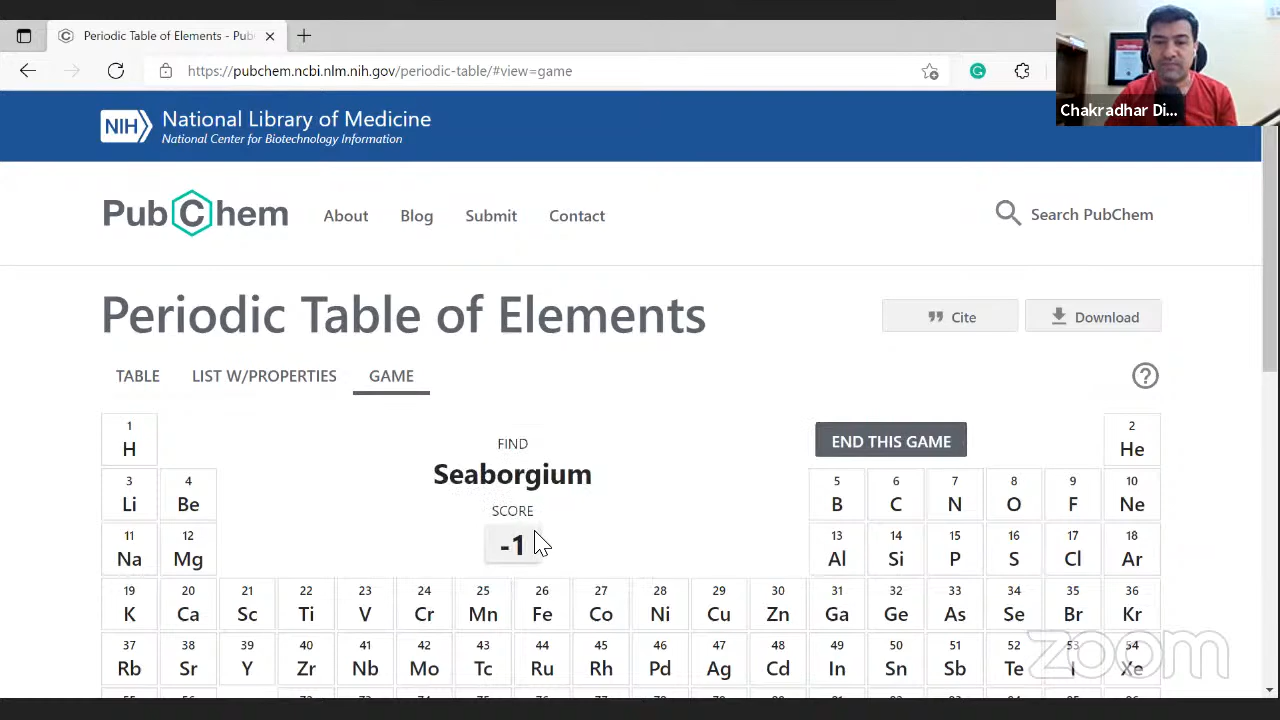 Periodic Table of Elements - Pub
https://pubchem.ncbi.nlm.nih.gov/periodic-table/#view=game
Chakradhar Di...
NIH
National Library of Medicine
National Center for Biotechnology Information
PubChem
About Blog Submit Contact
Search PubChem
Periodic Table of Elements
Cite Download
TABLE LIST W/PROPERTIES GAME
FIND
Seaborgium
SCORE
-1
END THIS GAME
1 2
H He
3 4 5 6 7 8 9 10
Li Be B C N O F Ne
11 12 13 14 15 16 17 18
Na Mg Al Si P S Cl Ar
19 20 21 22 23 24 25 26 27 28 29 30 31 32 33 34 35 36
K Ca Sc Ti V Cr Mn Fe Co Ni Cu Zn Ga Ge As Se Br Kr
37 38 39 40 41 42 43 44 45 46 47 48 49 50 51 52 53 54
Rb Sr Y Zr Nb Mo Tc Ru Rh Pd Ag Cd In Sn Sb Te I Xe
zoom